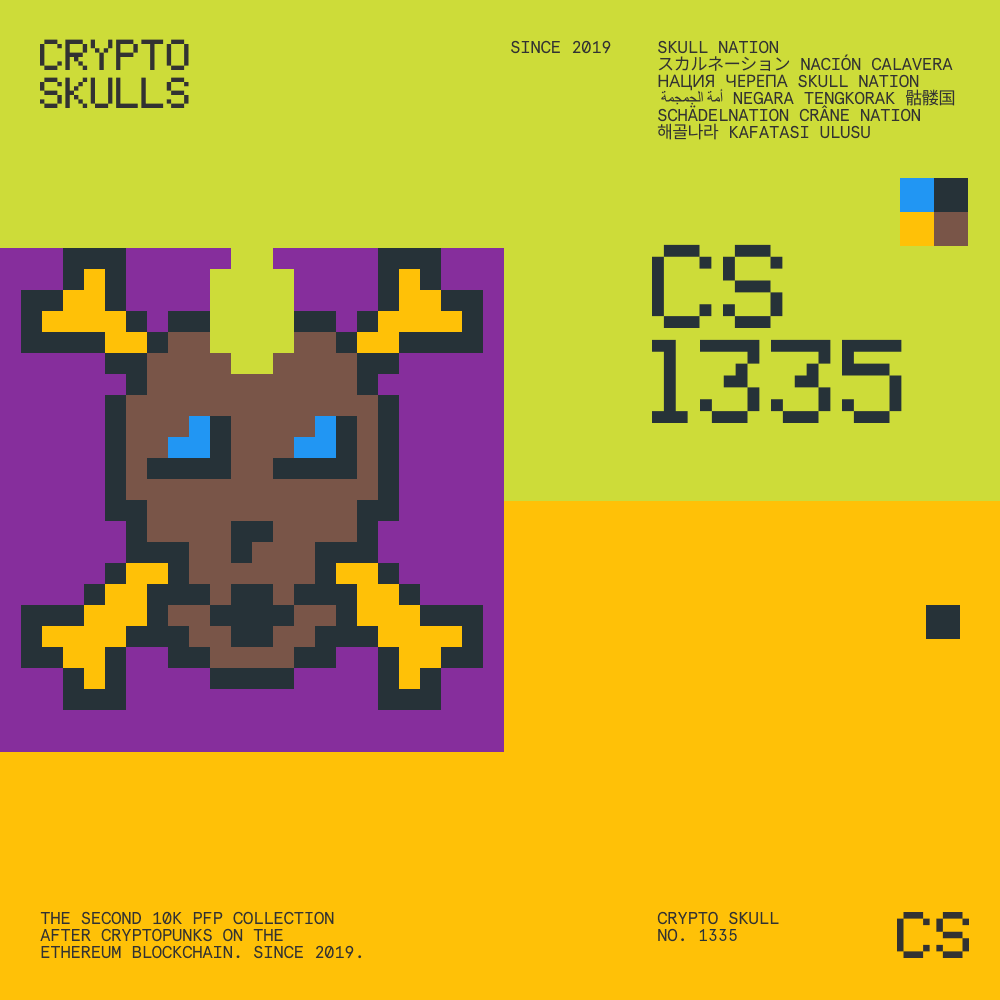 CRYPTO
SKULLS
SINCE 2019
SKULL NATION
スカルネーション NACIÓN CALAVERA
НАЦИЯ ЧЕРЕПА SKULL NATION
أمة الجمجمة NEGARA TENGKORAK 骷髅国
SCHÄDELNATION CRÂNE NATION
해골나라 KAFATASI ULUSU
CS
1335
THE SECOND 10K PFP COLLECTION
AFTER CRYPTOPUNKS ON THE
ETHEREUM BLOCKCHAIN. SINCE 2019.
CRYPTO SKULL
NO. 1335
CS